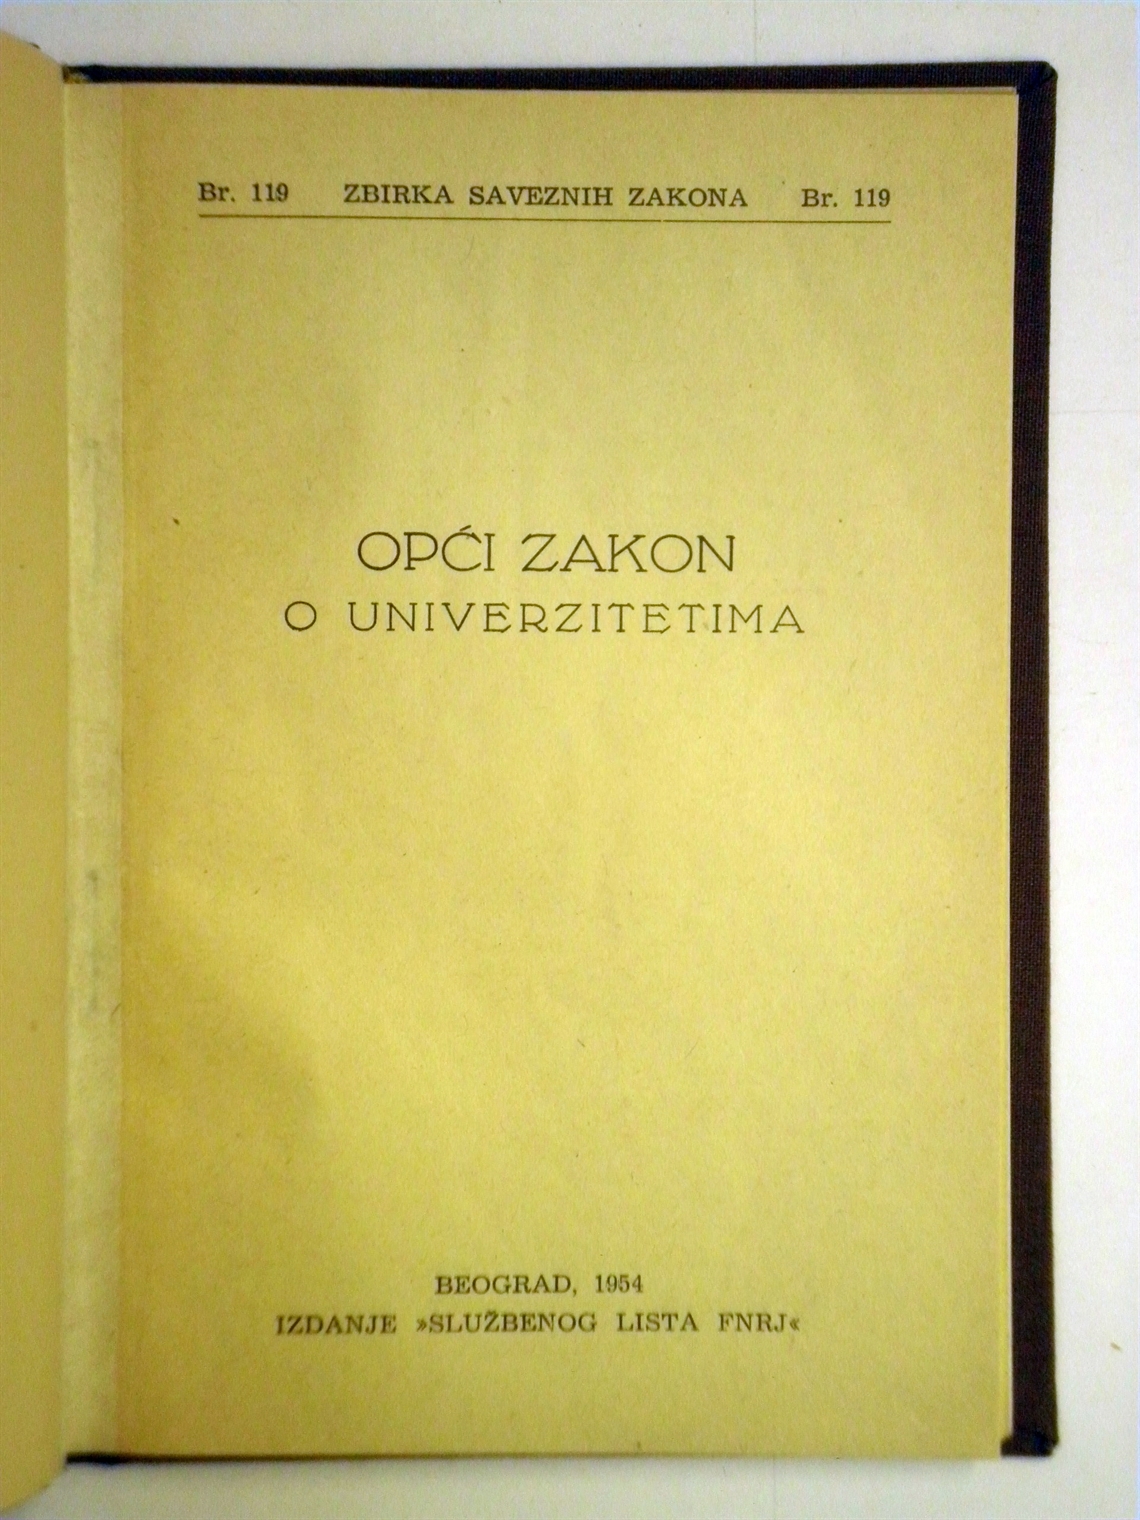 Br. 119 ZBIRKA SAVEZNIH ZAKONA Br. 119
OPĆI ZAKON
O UNIVERZITETIMA
BEOGRAD, 1954
IZDANJE »SLUŽBENOG LISTA FNRJ«